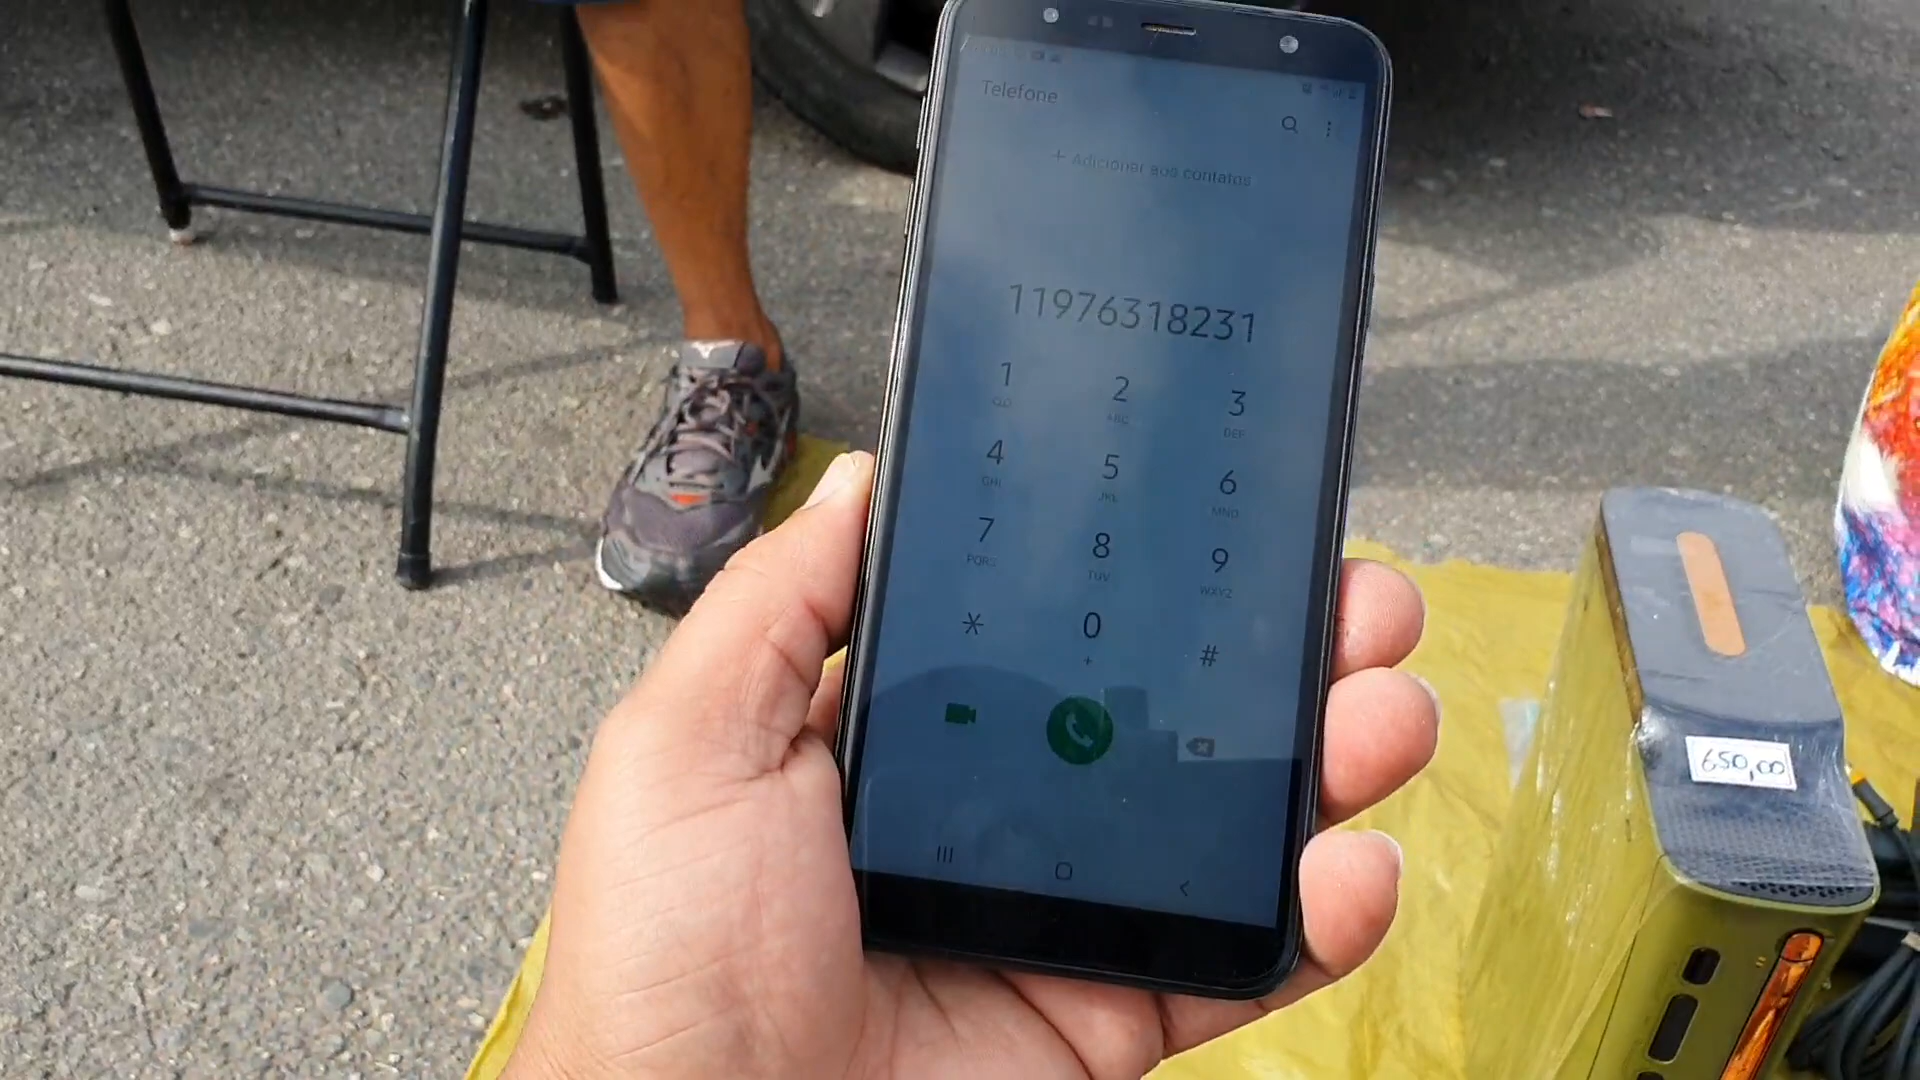 Telefone
+ Adicionar aos contatos
11976318231
1
2
ABC
3
DEF
4
GHI
5
JKL
6
MNO
7
PQRS
8
TUV
9
WXYZ
*
0
+
#
650,00